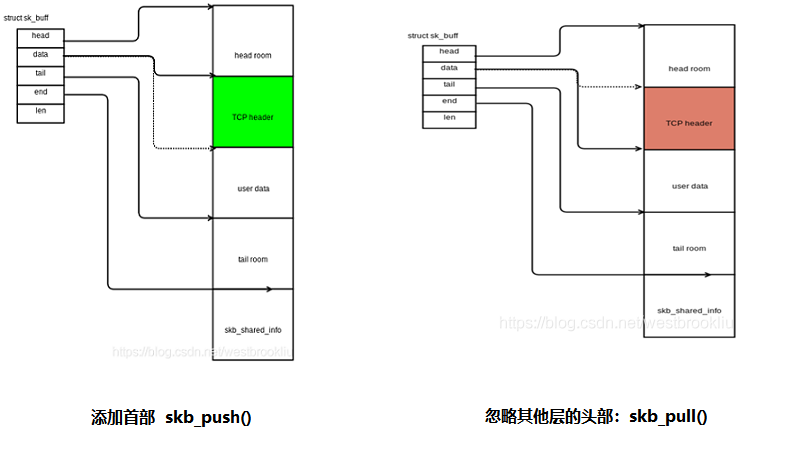 struct sk_buff
head
data
tail
end
len
head room
TCP header
user data
tail room
skb_shared_info
https://blog.csdn.net/westbrookliu
添加首部 skb_push()
struct sk_buff
head
data
tail
end
len
head room
TCP header
user data
tail room
skb_shared_info
https://blog.csdn.net/westbrookliu
忽略其他层的头部：skb_pull()